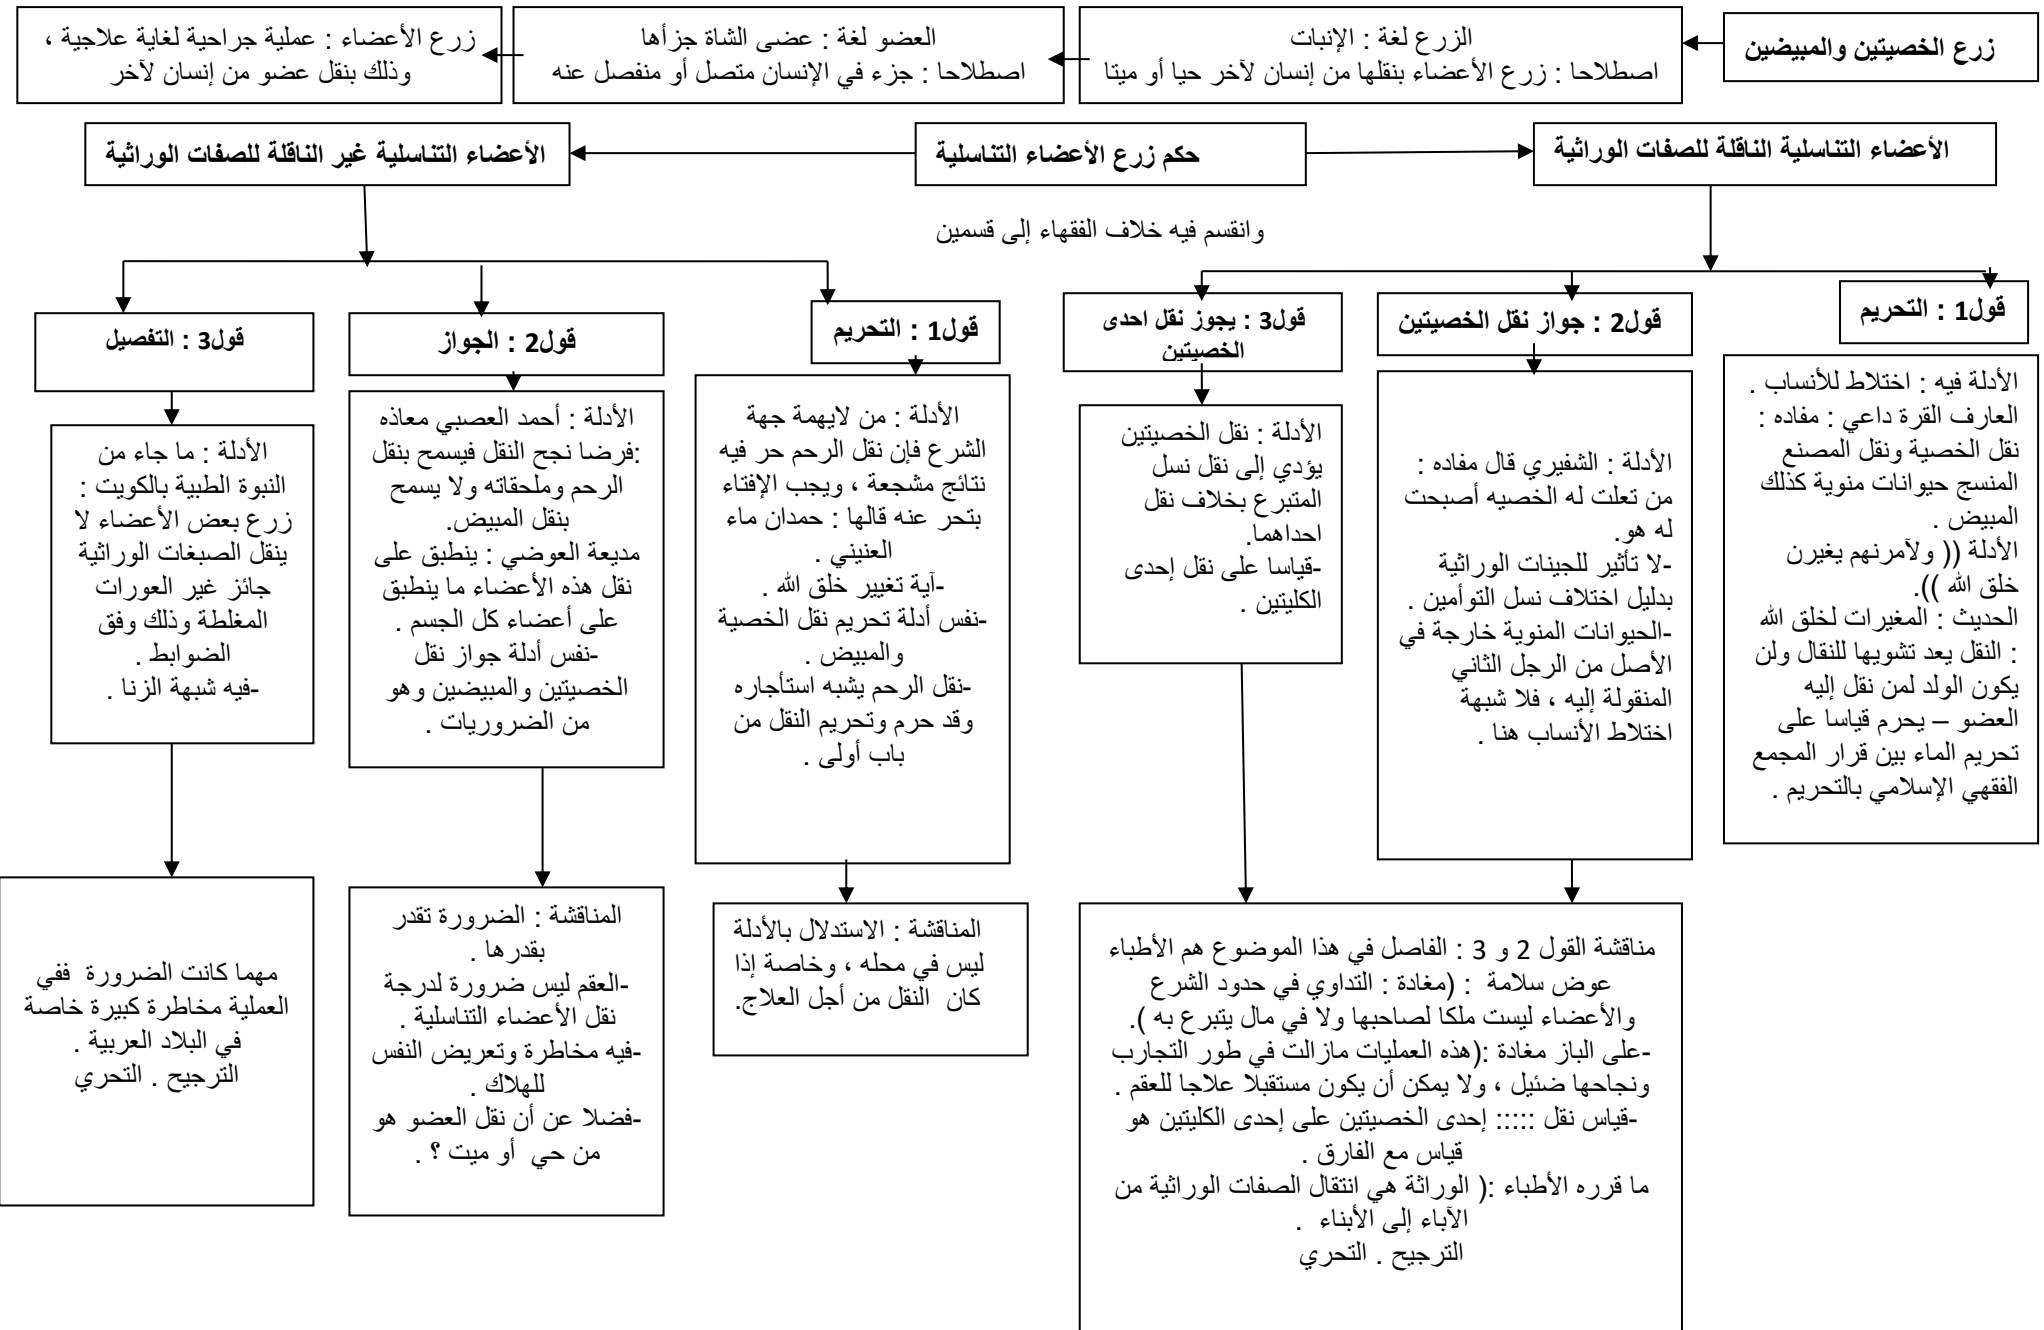 زرع الخصيتين والمبيضين
الزرع لغة : الإنبات
اصطلاحا : زرع الأعضاء بنقلها من إنسان لآخر حيا أو ميتا
العضو لغة : عضى الشاة جزأها
اصطلاحا : جزء في الإنسان متصل أو منفصل عنه
زرع الأعضاء : عملية جراحية لغاية علاجية ،
وذلك بنقل عضو من إنسان لآخر
الأعضاء التناسلية الناقلة للصفات الوراثية
حكم زرع الأعضاء التناسلية
الأعضاء التناسلية غير الناقلة للصفات الوراثية
وانقسم فيه خلاف الفقهاء إلى قسمين
قول1 : التحريم
قول2 : جواز نقل الخصيتين
قول3 : يجوز نقل احدى
الخصيتين
قول1 : التحريم
قول2 : الجواز
قول3 : التفصيل
الأدلة فيه : اختلاط للأنساب .
العارف القرة داعي : مفاده :
نقل الخصية ونقل المصنع
المنسج حيوانات منوية كذلك
المبيض .
الأدلة (( ولآمرنهم يغيرن
خلق الله )).
الحديث : المغيرات لخلق الله
: النقل يعد تشويها للنقال ولن
يكون الولد لمن نقل إليه
العضو – يحرم قياسا على
تحريم الماء بين قرار المجمع
الفقهي الإسلامي بالتحريم .
الأدلة : الشفيري قال مفاده :
من تعلت له الخصيه أصبحت
له هو.
-لا تأثير للجينات الوراثية
بدليل اختلاف نسل التوأمين .
-الحيوانات المنوية خارجة في
الأصل من الرجل الثاني
المنقولة إليه ، فلا شبهة
اختلاط الأنساب هنا .
الأدلة : نقل الخصيتين
يؤدي إلى نقل نسل
المتبرع بخلاف نقل
احداهما.
-قياسا على نقل إحدى
الكليتين .
الأدلة : من لايهمة جهة
الشرع فإن نقل الرحم حر فيه
نتائج مشجعة ، ويجب الإفتاء
بتحر عنه قالها : حمدان ماء
العنيني .
-آية تغيير خلق الله .
-نفس أدلة تحريم نقل الخصية
والمبيض .
-نقل الرحم يشبه استأجاره
وقد حرم وتحريم النقل من
باب أولى .
الأدلة : أحمد العصبي معاذه
:فرضا نجح النقل فيسمح بنقل
الرحم وملحقاته ولا يسمح
بنقل المبيض.
مديعة العوضي : ينطبق على
نقل هذه الأعضاء ما ينطبق
على أعضاء كل الجسم .
-نفس أدلة جواز نقل
الخصيتين والمبيضين وهو
من الضروريات .
الأدلة : ما جاء من
النبوة الطبية بالكويت :
زرع بعض الأعضاء لا
ينقل الصبغات الوراثية
جائز غير العورات
المغلطة وذلك وفق
الضوابط .
-فيه شبهة الزنا .
مناقشة القول 2 و 3 : الفاصل في هذا الموضوع هم الأطباء
عوض سلامة : (مغادة : التداوي في حدود الشرع
والأعضاء ليست ملكا لصاحبها ولا في مال يتبرع به ).
-على الباز مغادة :(هذه العمليات مازالت في طور التجارب
ونجاحها ضئيل ، ولا يمكن أن يكون مستقبلا علاجا للعقم .
-قياس نقل ::::: إحدى الخصيتين على إحدى الكليتين هو
قياس مع الفارق .
ما قرره الأطباء :( الوراثة هي انتقال الصفات الوراثية من
الآباء إلى الأبناء .
الترجيح . التحري
المناقشة : الاستدلال بالأدلة
ليس في محله ، وخاصة إذا
كان النقل من أجل العلاج.
المناقشة : الضرورة تقدر
بقدرها .
-العقم ليس ضرورة لدرجة
نقل الأعضاء التناسلية .
-فيه مخاطرة وتعريض النفس
للهلاك .
-فضلا عن أن نقل العضو هو
من حي أو ميت ؟ .
مهما كانت الضرورة ففي
العملية مخاطرة كبيرة خاصة
في البلاد العربية .
الترجيح . التحري